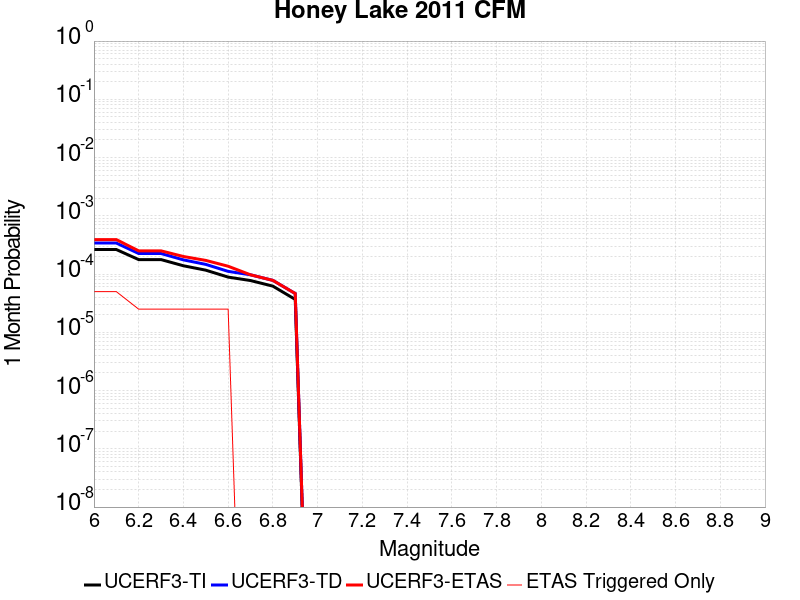 Honey Lake 2011 CFM
10^0
10^-1
10^-2
10^-3
10^-4
10^-5
10^-6
10^-7
10^-8
1 Month Probability
6 6.2 6.4 6.6 6.8 7 7.2 7.4 7.6 7.8 8 8.2 8.4 8.6 8.8 9
Magnitude
UCERF3-TI UCERF3-TD UCERF3-ETAS ETAS Triggered Only